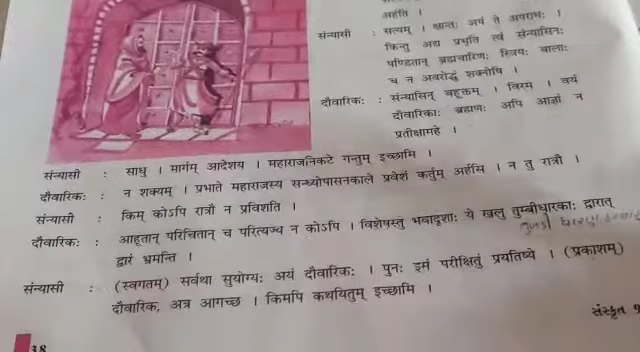 अर्हति ।
संन्यासी : सत्यम् । क्षान्तः अयं ते अपराधः ।
किन्तु अद्य प्रभृति त्वं संन्यासिनः
पण्डितान् ब्रह्मचारिणः स्त्रियः बालाः
च न अवरोद्धुं शक्नोषि ।
दौवारिकः : संन्यासिन् बहूक्तम् । विरम । वयं
दौवारिकाः ब्रह्मणः अपि आज्ञां न
प्रतीक्षामहे ।
संन्यासी : साधु । मार्गम् आदेशय । महाराजनिकटे गन्तुम् इच्छामि ।
दौवारिकः : न शक्यम् । प्रभाते महाराजस्य सन्ध्योपासनकाले प्रवेशं कर्तुम् अर्हसि । न तु रात्रौ ।
संन्यासी : किम् कोऽपि रात्रौ न प्रविशति ।
दौवारिकः : आहूतान् परिचितान् च परित्यज्य न कोऽपि । विशेषस्तु भवादृशाः ये खलु तुम्बीधारकाः द्वारात्
द्वारं भ्रमन्ति ।
संन्यासी : (स्वगतम्) सर्वथा सुयोग्यः अयं दौवारिकः । पुनः इमं परीक्षितुं प्रयतिष्ये । (प्रकाशम्)
दौवारिक, अत्र आगच्छ । किमपि कथयितुम् इच्छामि ।
संस्कृत
38